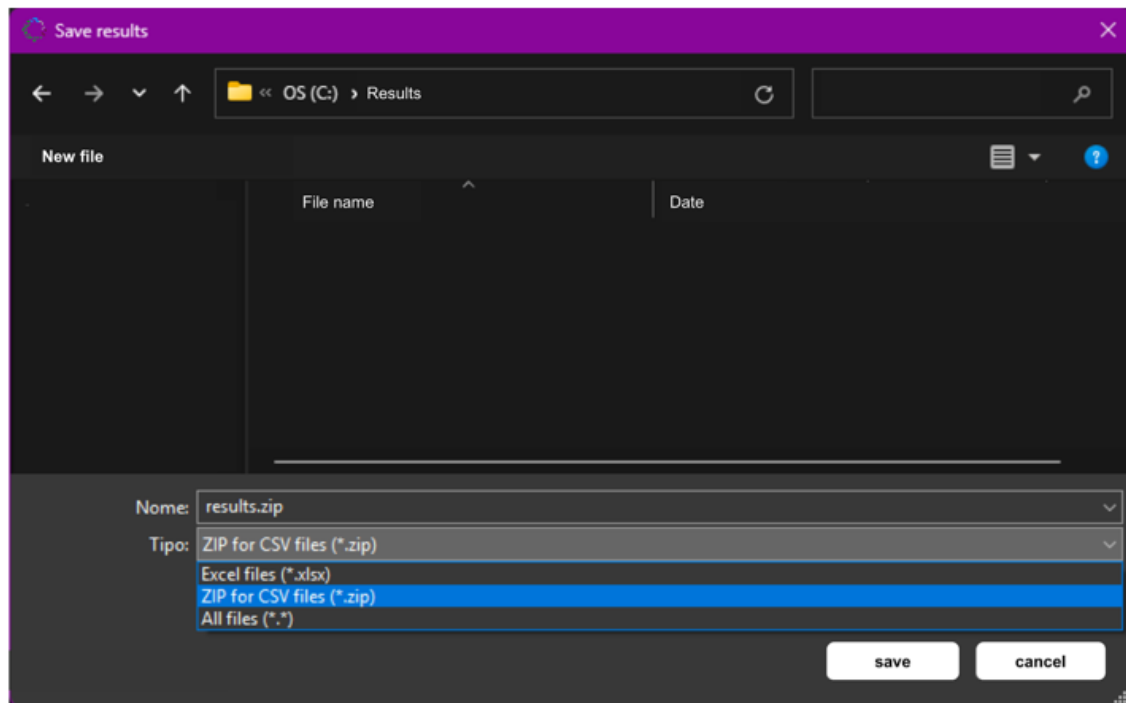 Save results
« OS (C:) › Results
New file
?
File name Date
Nome: results.zip
Tipo: ZIP for CSV files (*.zip)
Excel files (*.xlsx)
ZIP for CSV files (*.zip)
All files (*.*)
save cancel